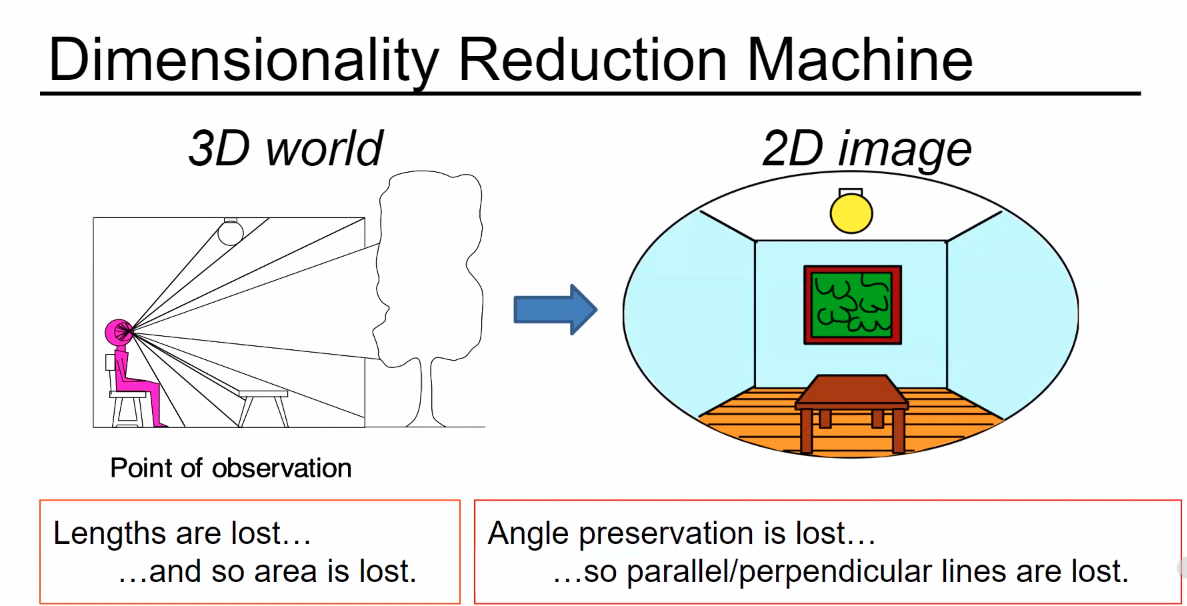 Dimensionality Reduction Machine
3D world
2D image
Point of observation
Lengths are lost…
…and so area is lost.
Angle preservation is lost…
…so parallel/perpendicular lines are lost.